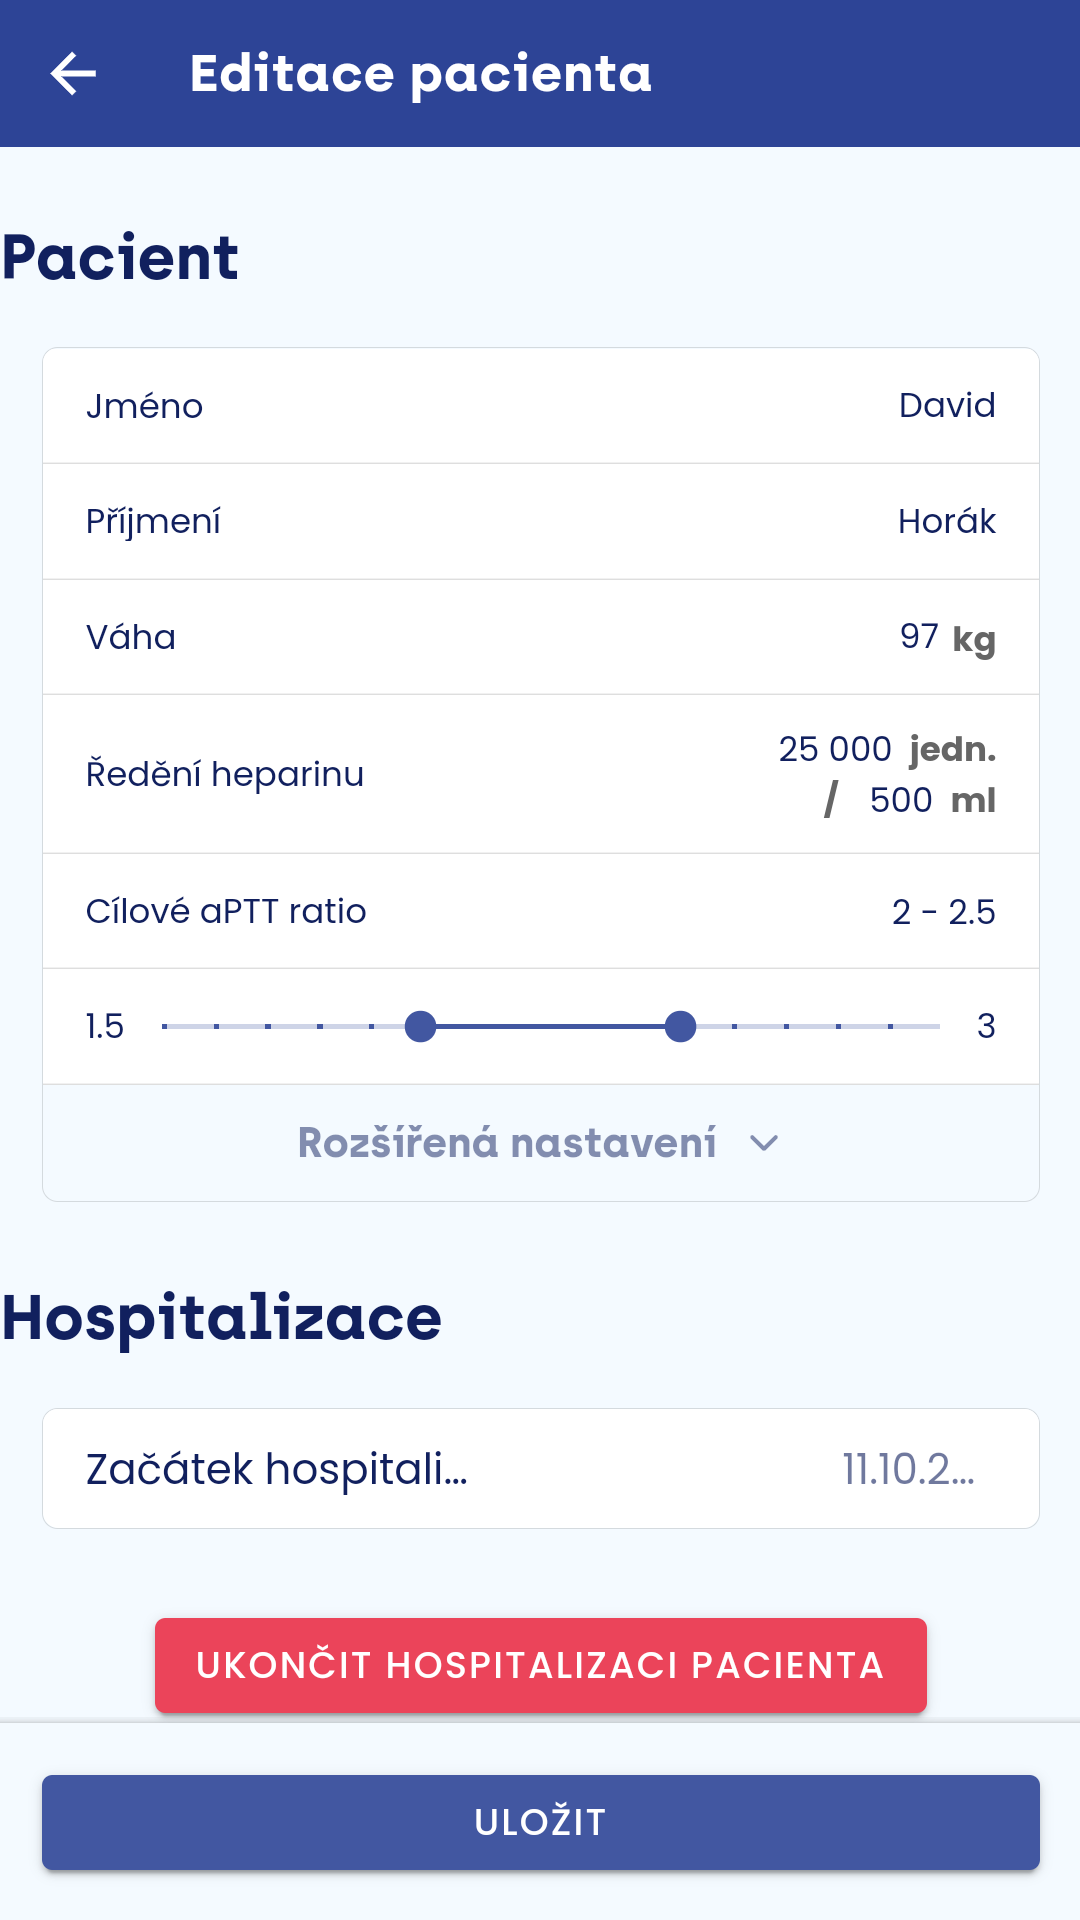 Editace pacienta
Pacient
Jméno David
Příjmení Horák
Váha 97 kg
Ředění heparinu 25 000 jedn.
/ 500 ml
Cílové aPTT ratio 2 - 2.5
1.5 3
Rozšířená nastavení
Hospitalizace
Začátek hospitali... 11.10.2...
UKONČIT HOSPITALIZACI PACIENTA
ULOŽIT